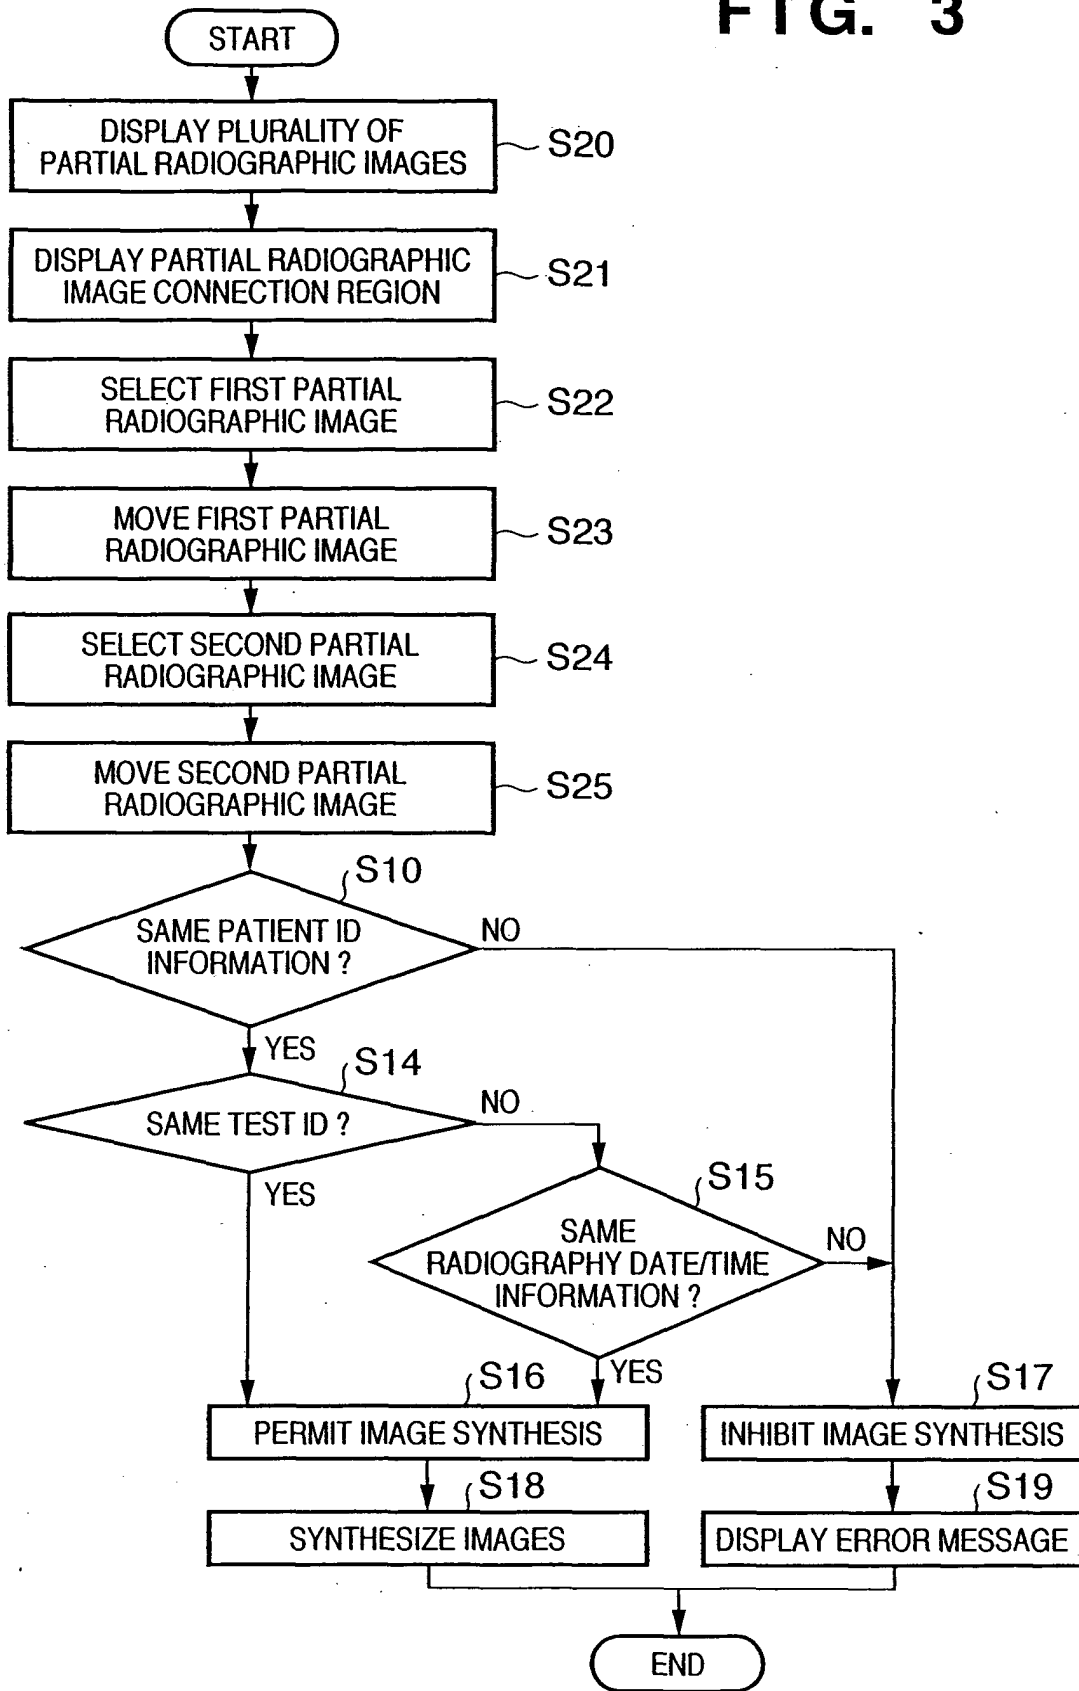 FIG. 3
START
DISPLAY PLURALITY OF
PARTIAL RADIOGRAPHIC IMAGES
S20
DISPLAY PARTIAL RADIOGRAPHIC
IMAGE CONNECTION REGION
S21
SELECT FIRST PARTIAL
RADIOGRAPHIC IMAGE
S22
MOVE FIRST PARTIAL
RADIOGRAPHIC IMAGE
S23
SELECT SECOND PARTIAL
RADIOGRAPHIC IMAGE
S24
MOVE SECOND PARTIAL
RADIOGRAPHIC IMAGE
S25
S10
SAME PATIENT ID
INFORMATION ?
NO
YES
S14
SAME TEST ID ?
NO
YES
S15
SAME
RADIOGRAPHY DATE/TIME
INFORMATION ?
NO
YES
S16
PERMIT IMAGE SYNTHESIS
S17
INHIBIT IMAGE SYNTHESIS
S18
SYNTHESIZE IMAGES
S19
DISPLAY ERROR MESSAGE
END